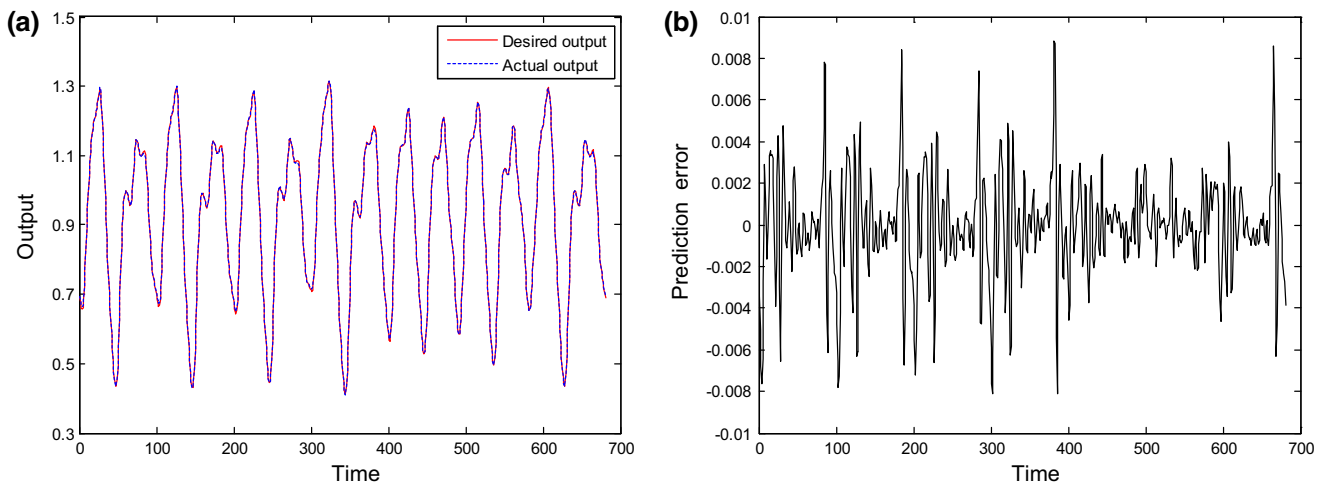 (a)
1.5
1.3
1.1
0.9
0.7
0.5
0.3
Output
0 100 200 300 400 500 600 700
Time
Desired output
Actual output
(b)
0.01
0.008
0.006
0.004
0.002
0
-0.002
-0.004
-0.006
-0.008
-0.01
Prediction error
0 100 200 300 400 500 600 700
Time